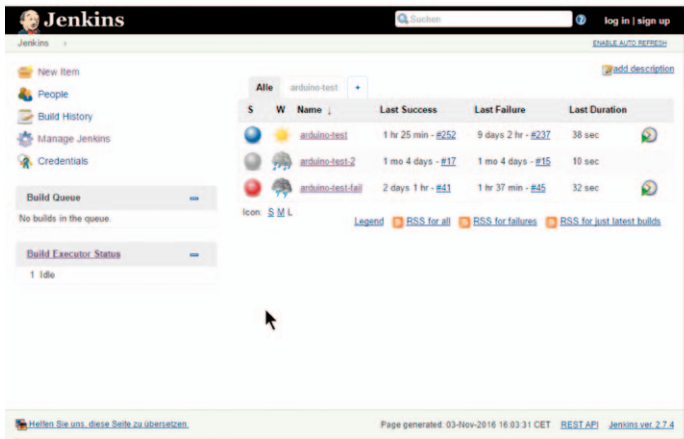 Jenkins
Suchen
log in | sign up
Jenkins
ENABLE AUTO REFRESH
New Item
People
Build History
Manage Jenkins
Credentials
add description
Alle arduino-test +
S W Name ↓ Last Success Last Failure Last Duration
arduino-test 1 hr 25 min - #252 9 days 2 hr - #237 38 sec
arduino-test-2 1 mo 4 days - #17 1 mo 4 days - #15 10 sec
arduino-test-fail 2 days 1 hr - #41 1 hr 37 min - #45 32 sec
Icon: S M L
Legend RSS for all RSS for failures RSS for just latest builds
Build Queue
No builds in the queue.
Build Executor Status
1 Idle
Helfen Sie uns, diese Seite zu übersetzen. Page generated: 03-Nov-2016 16:03:31 CET REST API Jenkins ver. 2.7.4